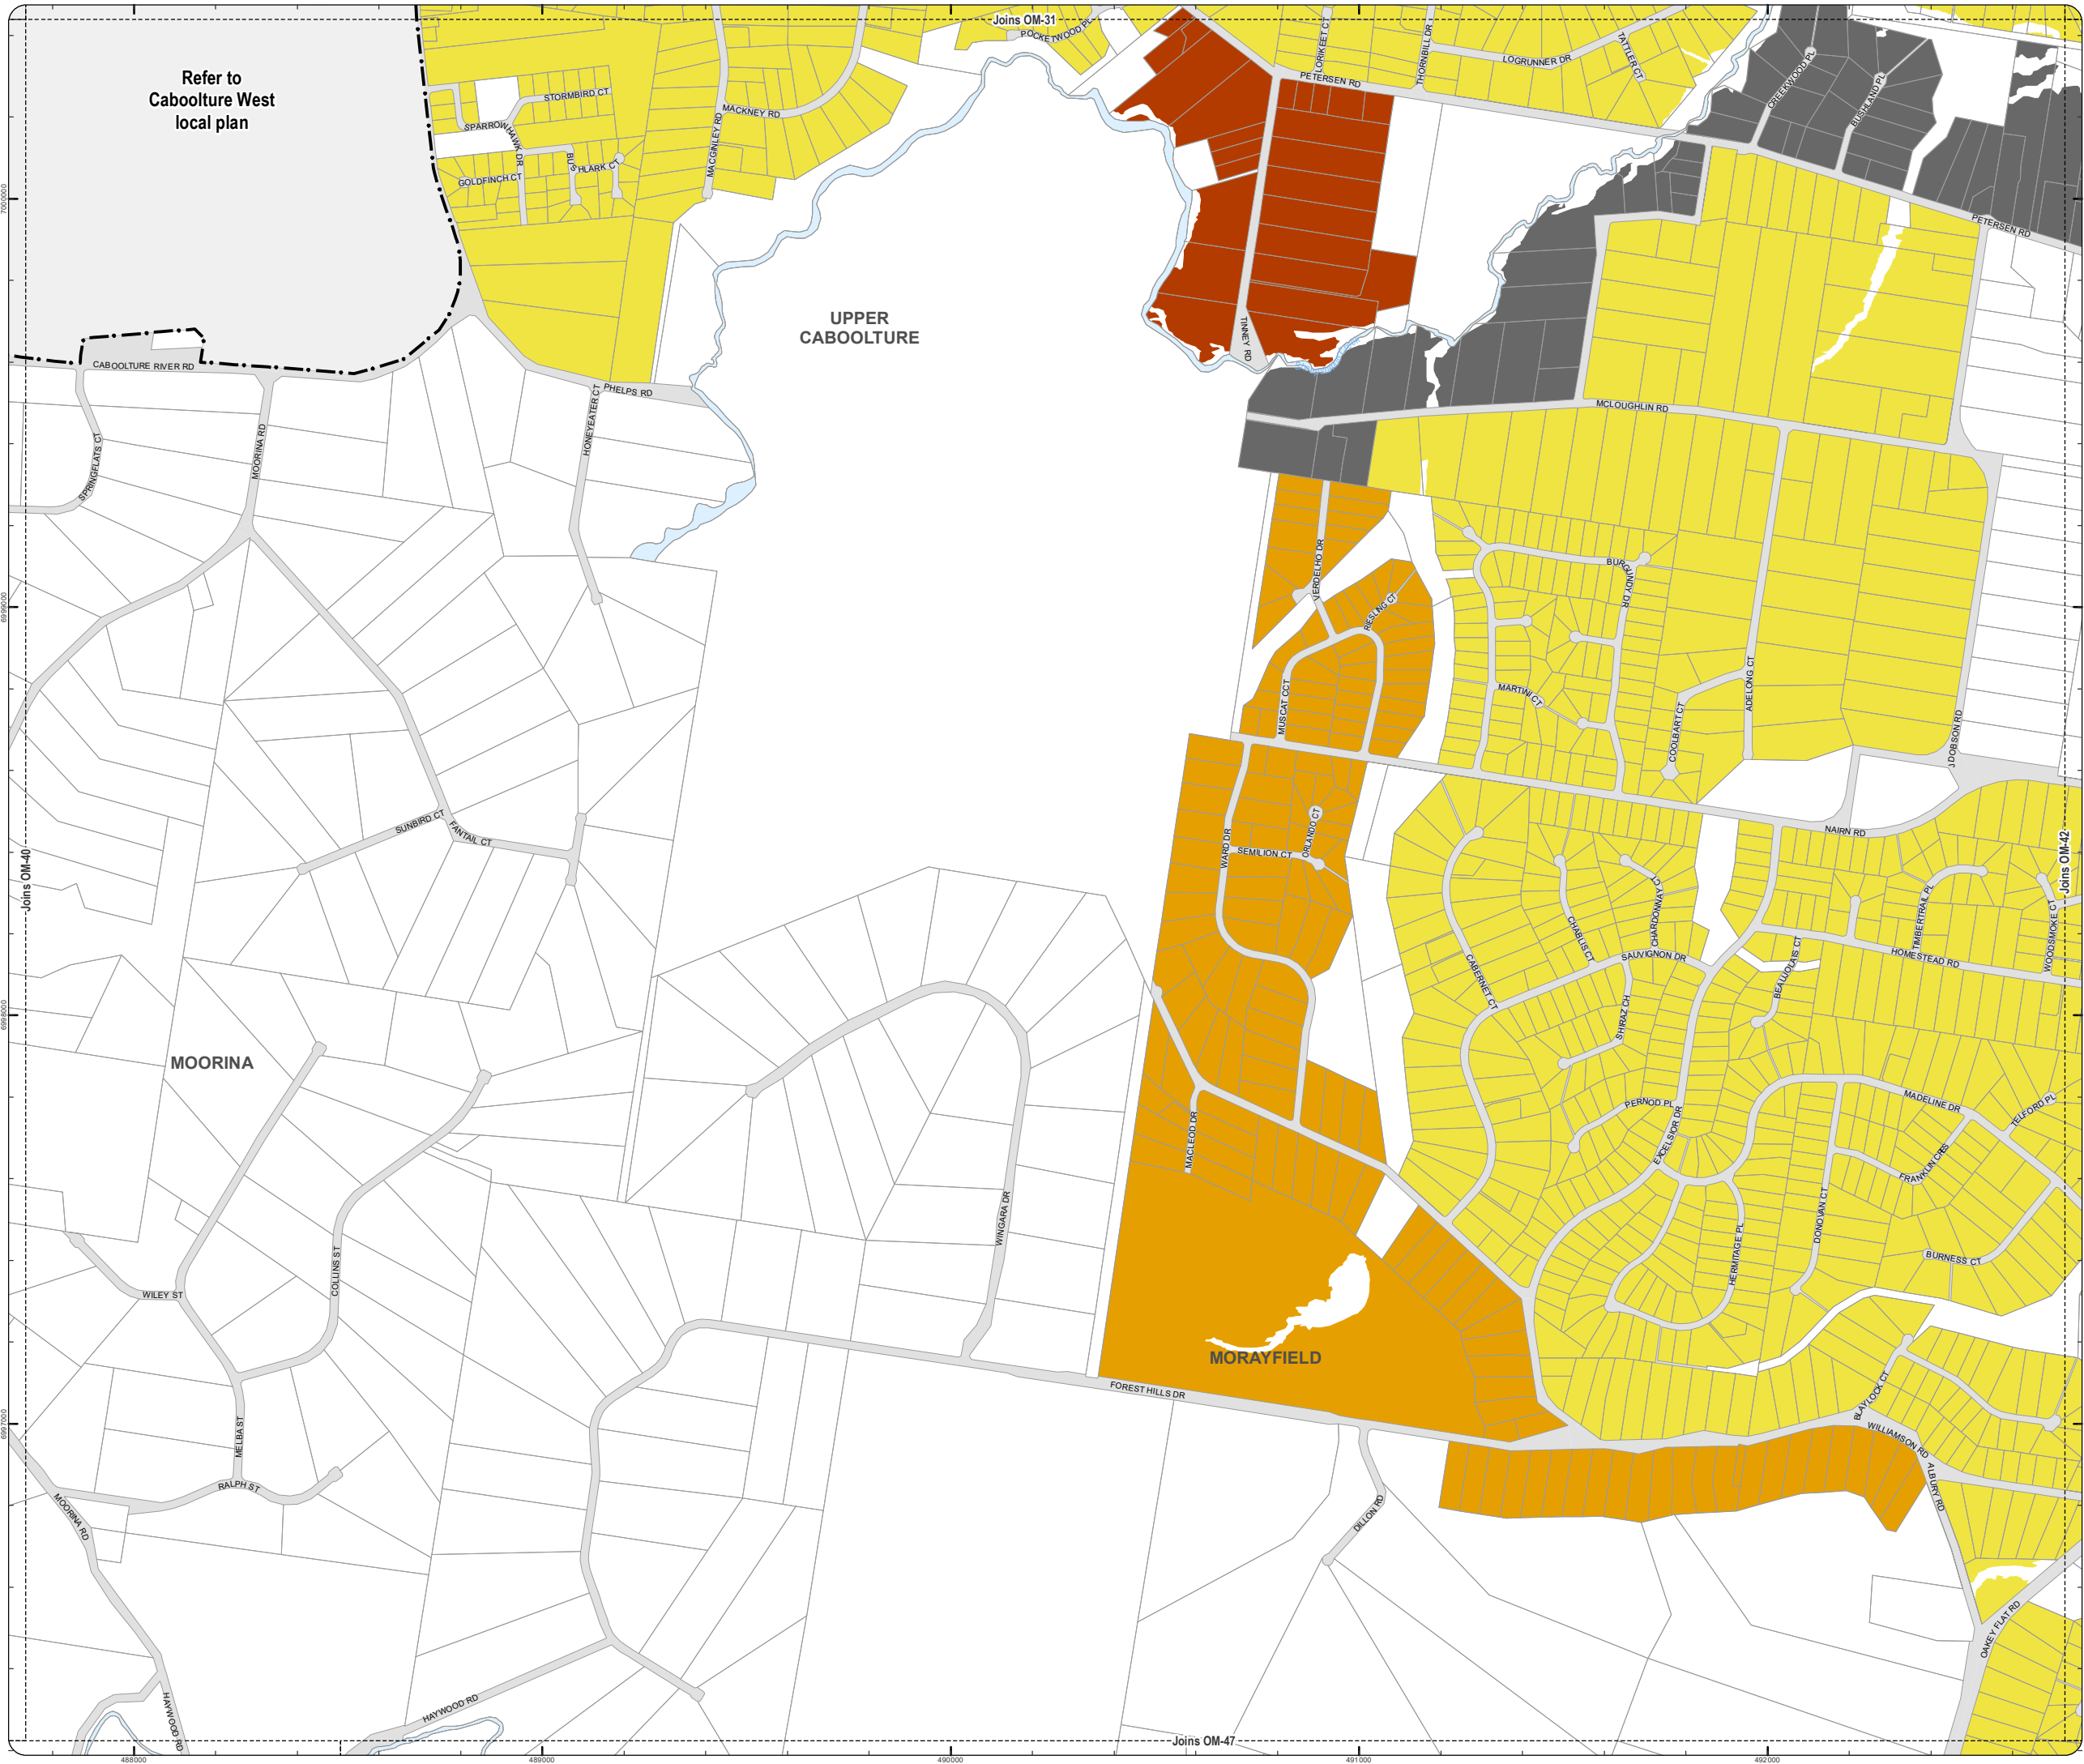 Joins OM-31
POCKETWOOD PL
LORIKEET CT
THORNBILL DR
LOGRUNNER DR
TATTLER CT
PETERSEN RD
CREEKWOOD PL
BUSHLAND PL
Refer to
Caboolture West
local plan
STORMBIRD CT
SPARROWHAWK DR
MACKNEY RD
MACGINLEY RD
BUSHLARK CT
GOLDFINCH CT
7000000
PETERSEN RD
UPPER
CABOOLTURE
TINNEY RD
CABOOLTURE RIVER RD
PHELPS RD
HONEYEATER CT
MCLOUGHLIN RD
SPRINGFLATS CT
MOORINA RD
VERDELHO DR
RIESLING CT
BURGUNDY DR
6999000
MUSCAT CCT
MARTINI CT
COOLBART CT
ADELONG CT
J DOBSON RD
SUNBIRD CT
FANTAIL CT
WARD DR
SEMILION CT
ORLANDO CT
NAIRN RD
Joins OM-40
Joins OM-42
CABERNET CT
CHABLIS CT
CHARDONNAY CT
SAUVIGNON DR
BEAUJOLAIS CT
TIMBERTRAIL PL
HOMESTEAD RD
WOODSMOKE CT
6998000
SHIRAZ CH
MOORINA
MACLEOD DR
PERNOD PL
EXCELSIOR DR
MADELINE DR
TELFORD PL
FRANKLIN CRES
WINGARA DR
DONOVAN CT
HERMITAGE PL
BURNESS CT
COLLINS ST
WILEY ST
MORAYFIELD
FOREST HILLS DR
BLAYLOCK CT
WILLIAMSON RD
6997000
MELBA ST
RALPH ST
MOORINA RD
DILLON RD
ALBURY RD
OAKEY FLAT RD
HAYWOOD RD
HAYWOOD RD
Joins OM-47
488000
489000
490000
491000
492000